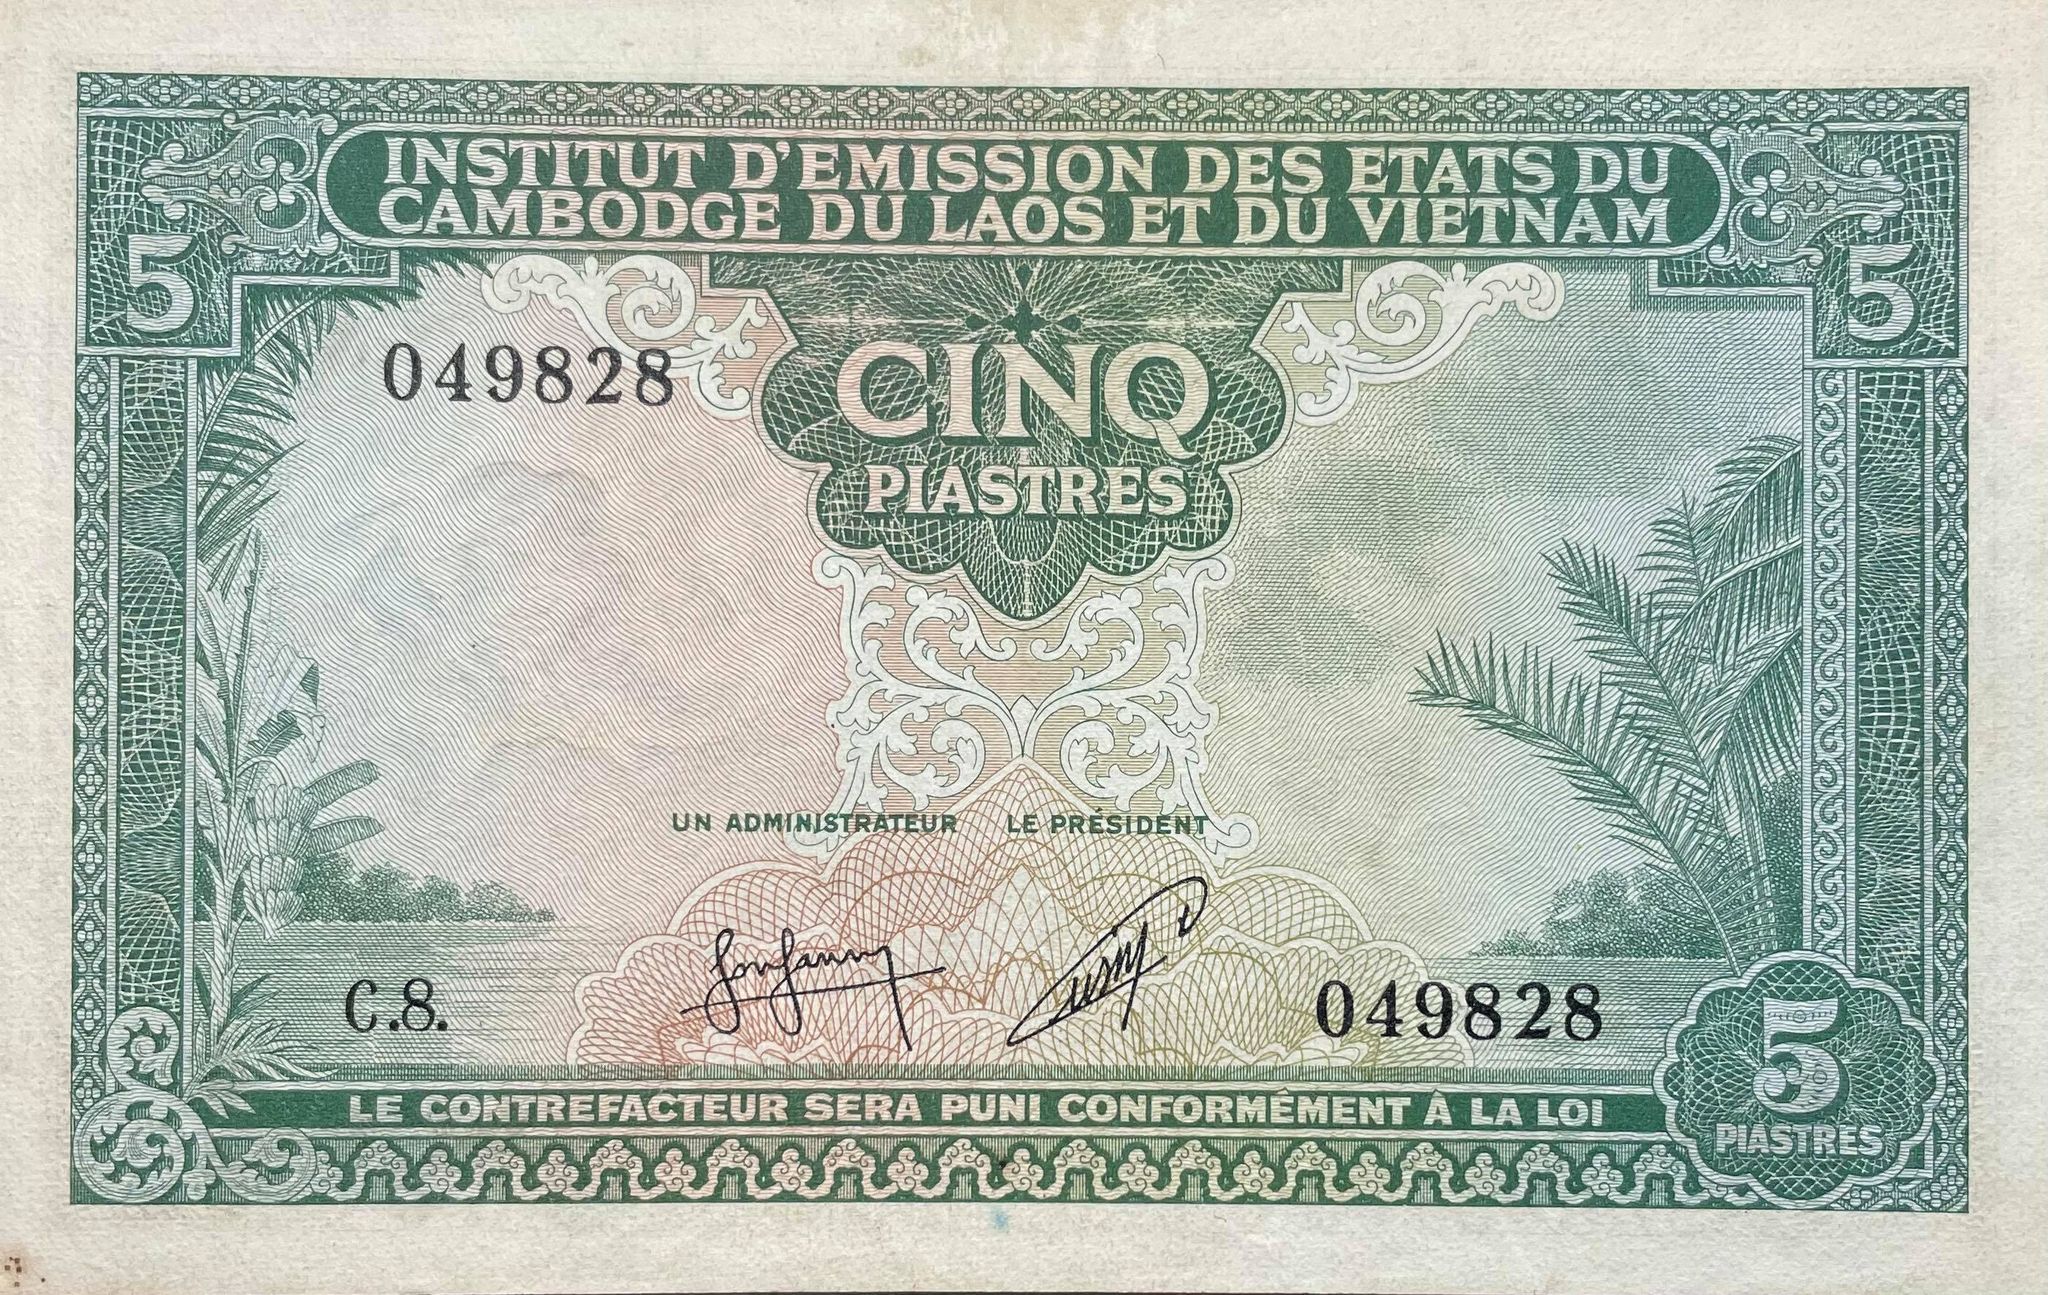 INSTITUT D'EMISSION DES ETATS DU
CAMBODGE DU LAOS ET DU VIETNAM
5
5
049828
CINQ
PIASTRES
UN ADMINISTRATEUR LE PRÉSIDENT
C.8.
049828
5
PIASTRES
LE CONTREFACTEUR SERA PUNI CONFORMÉMENT À LA LOI